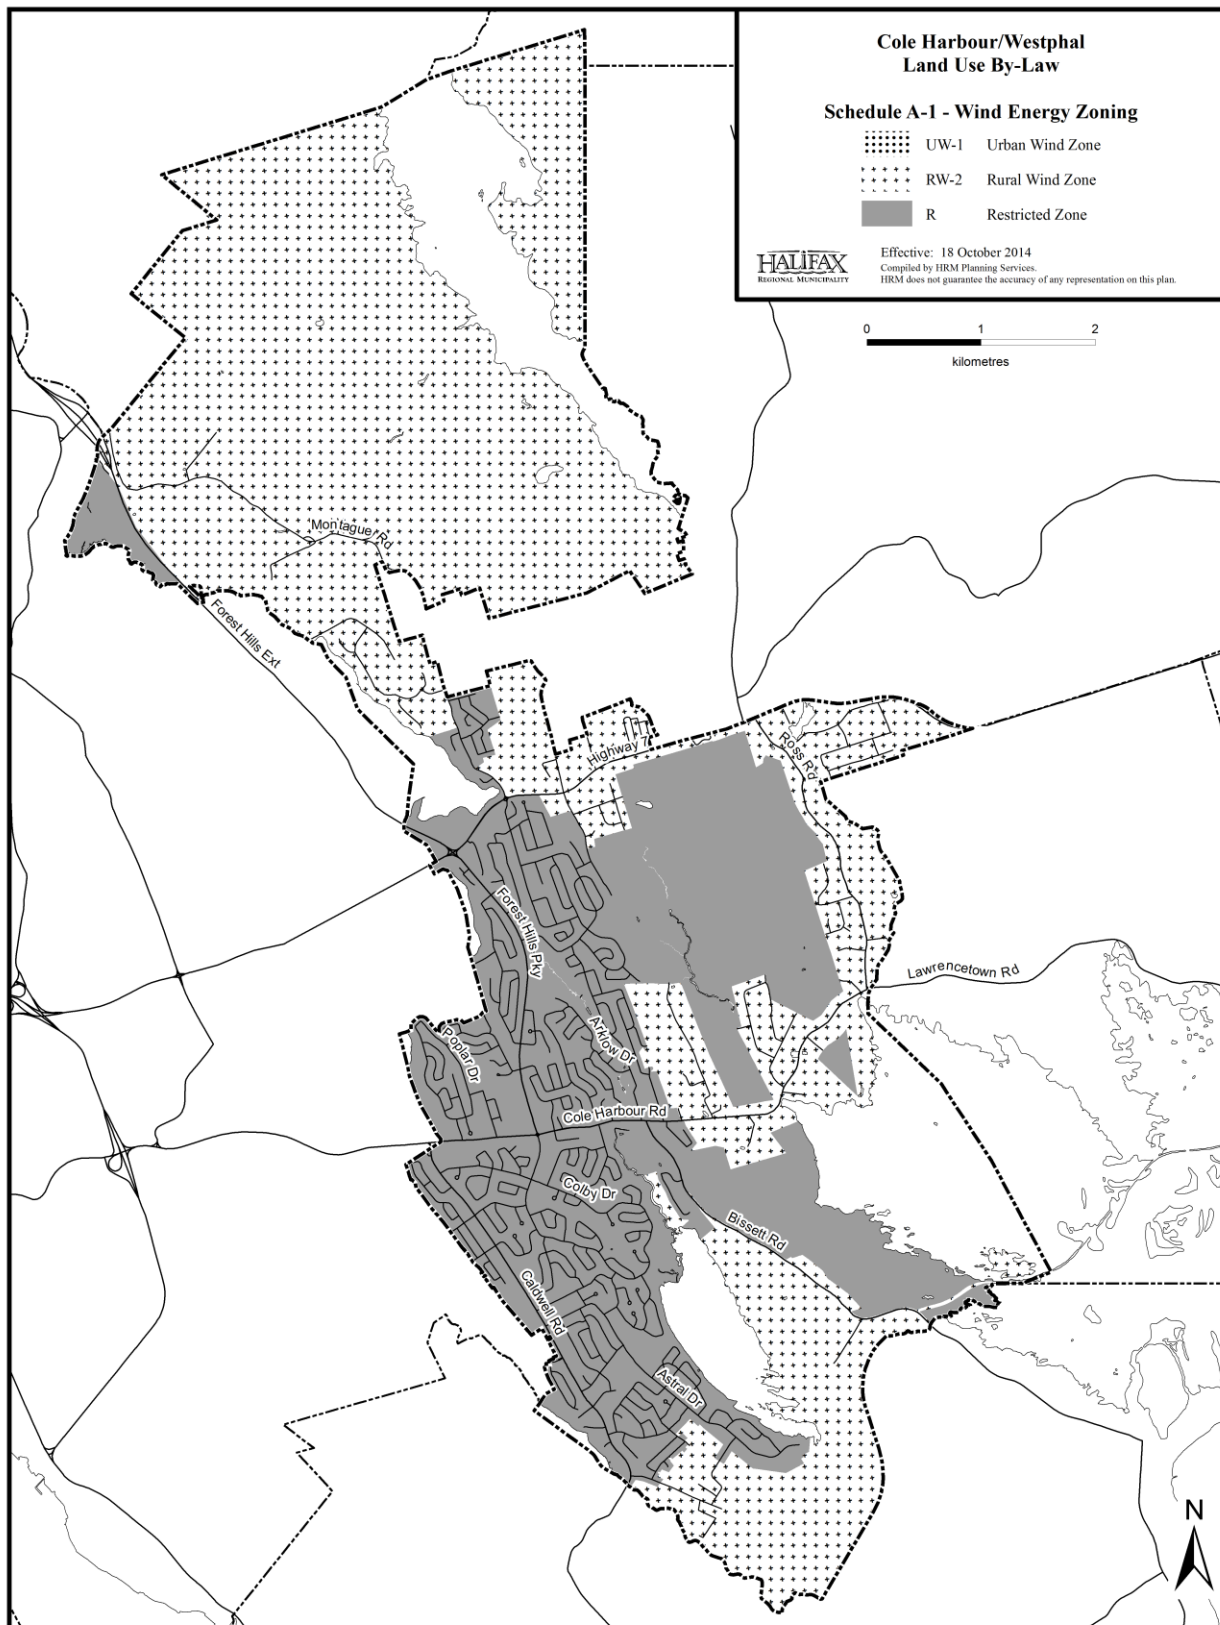 Cole Harbour/Westphal
Land Use By-Law
Schedule A-1 - Wind Energy Zoning
UW-1 Urban Wind Zone
RW-2 Rural Wind Zone
R Restricted Zone
HALIFAX
REGIONAL MUNICIPALITY
Effective: 18 October 2014
Compiled by HRM Planning Services.
HRM does not guarantee the accuracy of any representation on this plan.
0 1 2
kilometres
Montague Rd
Forest Hills Ext
Highway 7
Ross Rd
Forest Hills Pky
Lawrencetown Rd
Arklow Dr
Poplar Dr
Cole Harbour Rd
Colby Dr
Bissett Rd
Caldwell Rd
Astral Dr
N